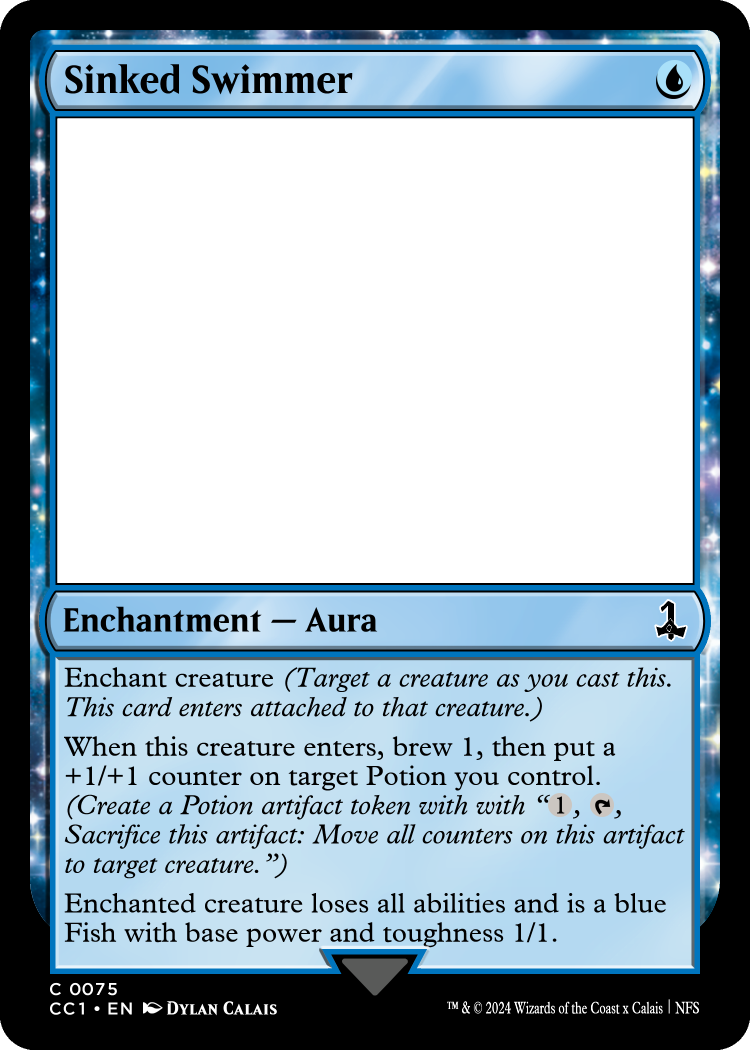 Sinked Swimmer
Enchantment — Aura
Enchant creature (Target a creature as you cast this.
This card enters attached to that creature.)
When this creature enters, brew 1, then put a
+1/+1 counter on target Potion you control.
(Create a Potion artifact token with with “1, ,
Sacrifice this artifact: Move all counters on this artifact
to target creature.”)
Enchanted creature loses all abilities and is a blue
Fish with base power and toughness 1/1.
C 0075
CC1 • EN DYLAN CALAIS
™ & © 2024 Wizards of the Coast x Calais | NFS